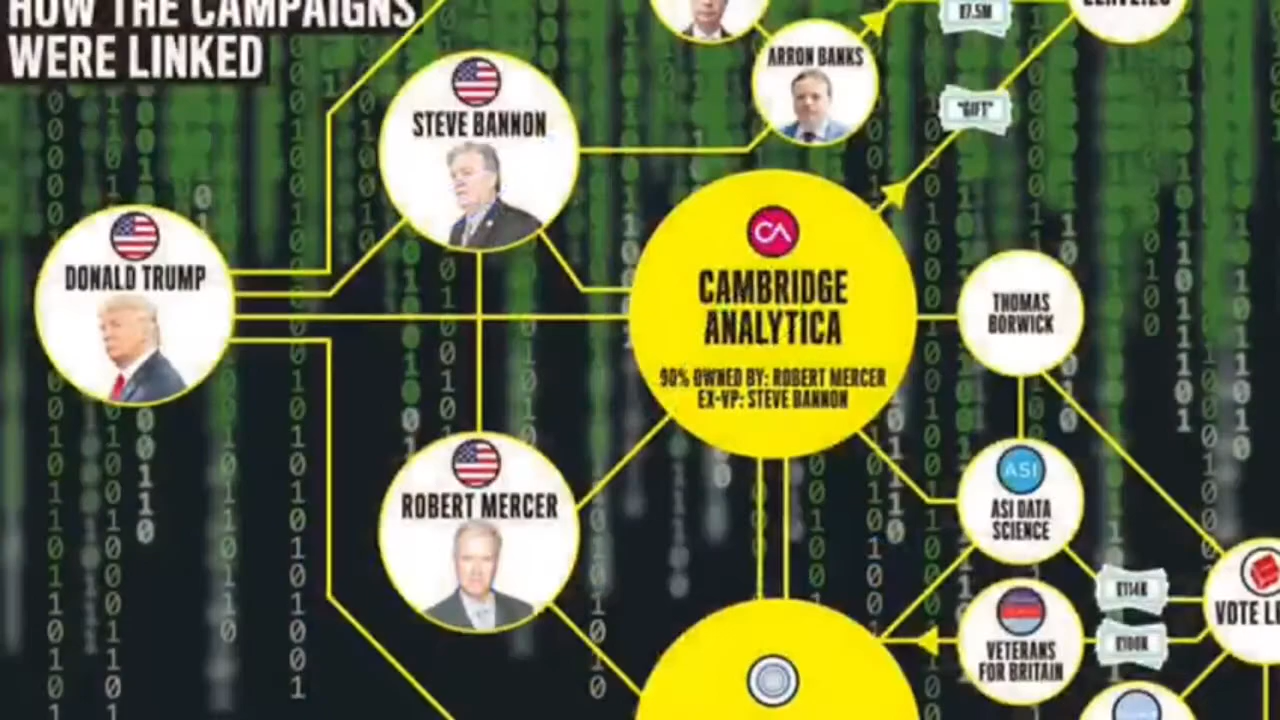 HOW THE CAMPAIGNS
WERE LINKED
£7.5M
ARRON BANKS
"GIFT"
STEVE BANNON
CA
DONALD TRUMP
CAMBRIDGE
ANALYTICA
THOMAS
BORWICK
90% OWNED BY: ROBERT MERCER
EX-VP: STEVE BANNON
ASI
ROBERT MERCER
ASI DATA
SCIENCE
£100K
VOTE LE
VETERANS
FOR BRITAIN